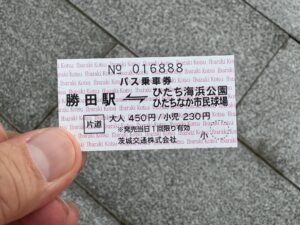 № 016888
バス乗車券
勝田駅 ⇋ ひたち海浜公園
ひたちなか市民球場
片道 大人 450円/小児 230円
※発売当日1回限り有効
茨城交通株式会社
小
Ibaraki Kotsu